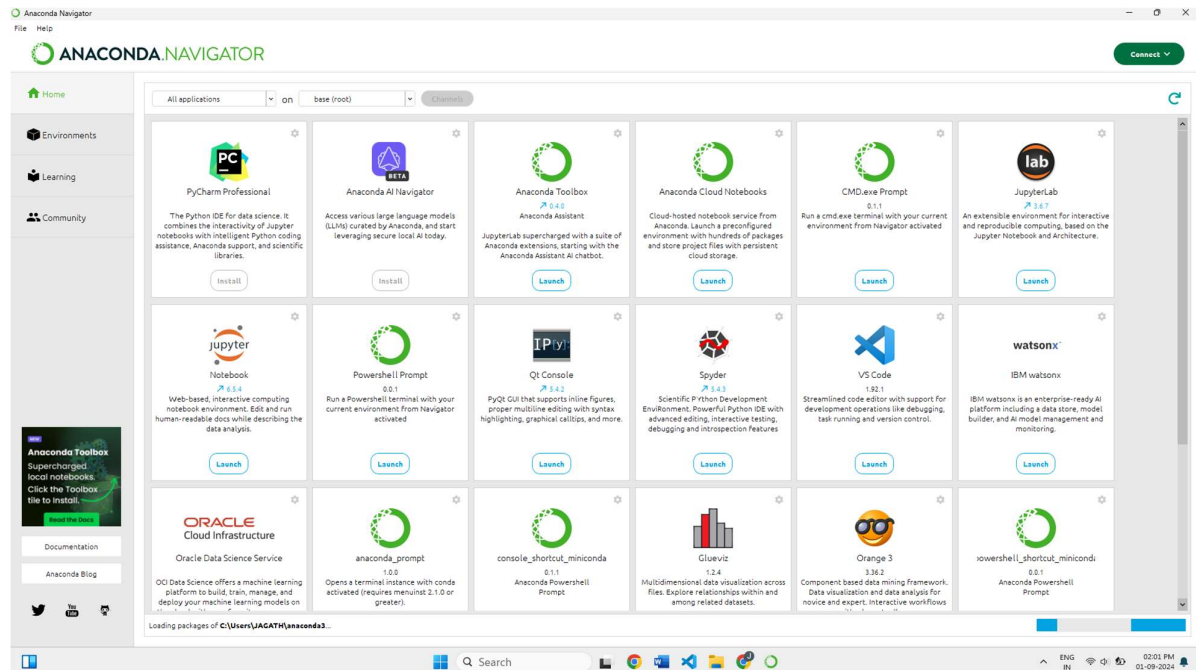 Anaconda Navigator
File Help
ANACONDA.NAVIGATOR
Connect
Home
Environments
Learning
Community
All applications on base (root) Channels
PC
PyCharm Professional
The Python IDE for data science. It
combines the interactivity of Jupyter
notebooks with intelligent Python coding
assistance, Anaconda support, and scientific
libraries.
Install
BETA
Anaconda AI Navigator
Access various large language models
(LLMs) curated by Anaconda, and start
leveraging secure local AI today.
Install
Anaconda Toolbox
0.4.0
Anaconda Assistant
JupyterLab supercharged with a suite of
Anaconda extensions, starting with the
Anaconda Assistant AI chatbot.
Launch
Anaconda Cloud Notebooks
Cloud-hosted notebook service from
Anaconda. Launch a preconfigured
environment with hundreds of packages
and store project files with persistent
cloud storage.
Launch
CMD.exe Prompt
0.1.1
Run a cmd.exe terminal with your current
environment from Navigator activated
Launch
lab
JupyterLab
3.6.7
An extensible environment for interactive
and reproducible computing, based on the
Jupyter Notebook and Architecture.
Launch
jupyter
Notebook
6.5.4
Web-based, interactive computing
notebook environment. Edit and run
human-readable docs while describing the
data analysis.
Launch
Powershell Prompt
0.0.1
Run a Powershell terminal with your
current environment from Navigator
activated
Launch
IP[y]:
Qt Console
5.4.2
PyQt GUI that supports inline figures,
proper multiline editing with syntax
highlighting, graphical calltips, and more.
Launch
Spyder
5.4.3
Scientific PYthon Development
EnviRonment. Powerful Python IDE with
advanced editing, interactive testing,
debugging and introspection features
Launch
VS Code
1.92.1
Streamlined code editor with support for
development operations like debugging,
task running and version control.
Launch
watsonx
IBM watsonx
IBM watsonx is an enterprise-ready AI
platform including a data store, model
builder, and AI model management and
monitoring.
Launch
ORACLE
Cloud Infrastructure
Oracle Data Science Service
OCI Data Science offers a machine learning
platform to build, train, manage, and
deploy your machine learning models on
anaconda_prompt
1.0.0
Opens a terminal instance with conda
activated (requires menuinst 2.1.0 or
greater).
console_shortcut_miniconda
0.1.1
Anaconda Powershell
Prompt
Glueviz
1.2.4
Multidimensional data visualization across
files. Explore relationships within and
among related datasets.
Orange 3
3.36.2
Component based data mining framework.
Data visualization and data analysis for
novice and expert. Interactive workflows
powershell_shortcut_miniconda
0.0.1
Anaconda Powershell
Prompt
BETA
Anaconda Toolbox
Supercharged
local notebooks.
Click the Toolbox
tile to install.
Read the Docs
Documentation
Anaconda Blog
You
Tube
Loading packages of C:\Users\JAGATH\anaconda3...
Search
ENG
IN
02:01 PM
01-09-2024